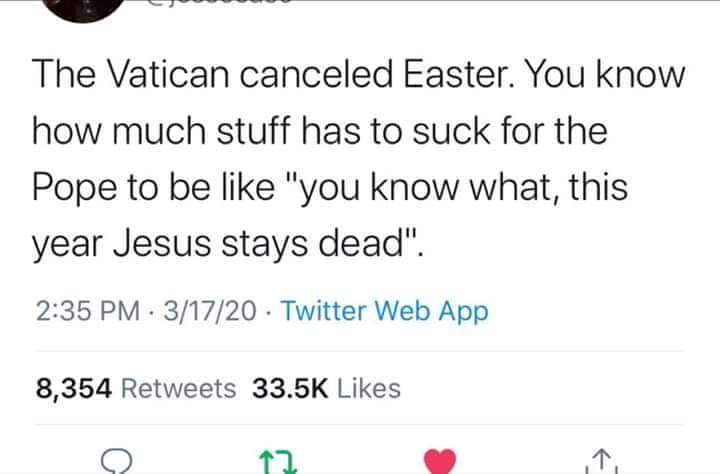 The Vatican canceled Easter. You know
how much stuff has to suck for the
Pope to be like "you know what, this
year Jesus stays dead".
2:35 PM · 3/17/20 · Twitter Web App
8,354 Retweets 33.5K Likes